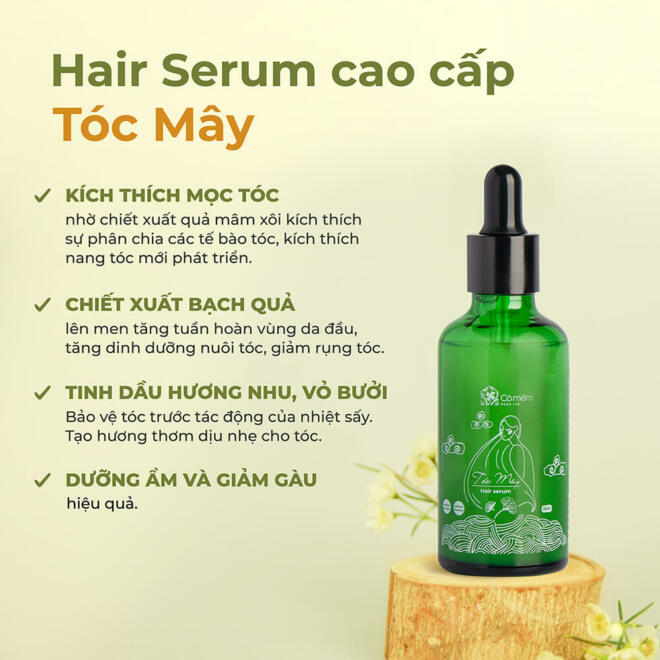 Hair Serum cao cấp
Tóc Mây
KÍCH THÍCH MỌC TÓC
nhờ chiết xuất quả mâm xôi kích thích
sự phân chia các tế bào tóc, kích thích
nang tóc mới phát triển.
CHIẾT XUẤT BẠCH QUẢ
lên men tăng tuần hoàn vùng da đầu,
tăng dinh dưỡng nuôi tóc, giảm rụng tóc.
TINH DẦU HƯƠNG NHU, VỎ BƯỞI
Bảo vệ tóc trước tác động của nhiệt sấy.
Tạo hương thơm dịu nhẹ cho tóc.
DƯỠNG ẨM VÀ GIẢM GÀU
hiệu quả.
Cỏ mềm
Tóc Mây
Hair serum